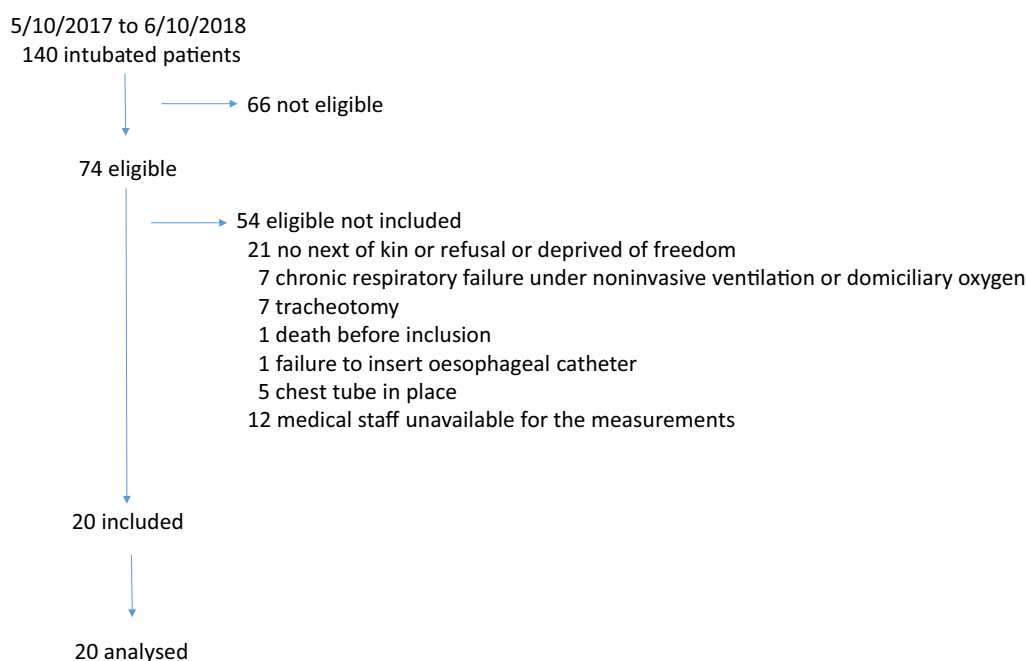 5/10/2017 to 6/10/2018
140 intubated patients
66 not eligible
74 eligible
54 eligible not included
21 no next of kin or refusal or deprived of freedom
7 chronic respiratory failure under noninvasive ventilation or domiciliary oxygen
7 tracheotomy
1 death before inclusion
1 failure to insert oesophageal catheter
5 chest tube in place
12 medical staff unavailable for the measurements
20 included
20 analysed